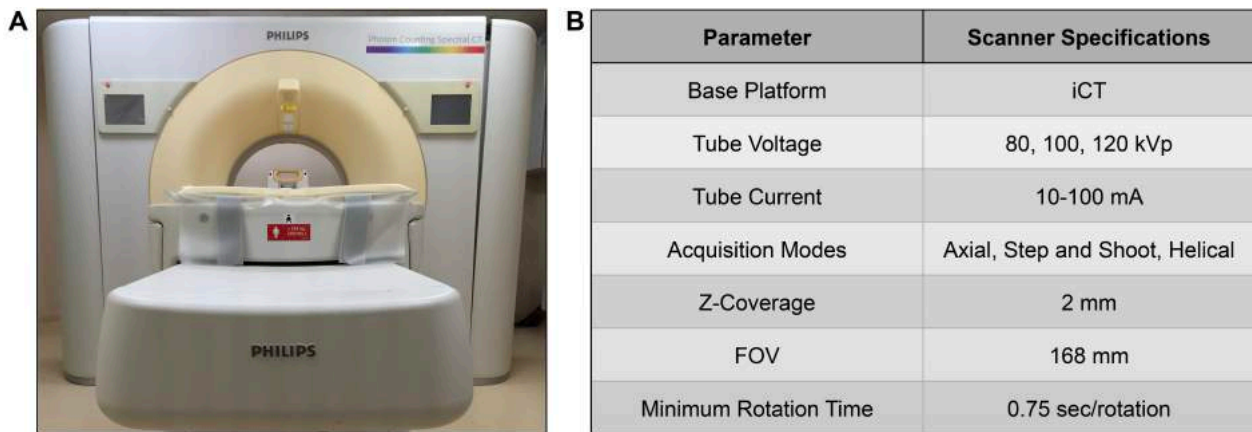 A
PHILIPS
Photon Counting Spectral CT
PHILIPS
B
Parameter Scanner Specifications
Base Platform iCT
Tube Voltage 80, 100, 120 kVp
Tube Current 10-100 mA
Acquisition Modes Axial, Step and Shoot, Helical
Z-Coverage 2 mm
FOV 168 mm
Minimum Rotation Time 0.75 sec/rotation